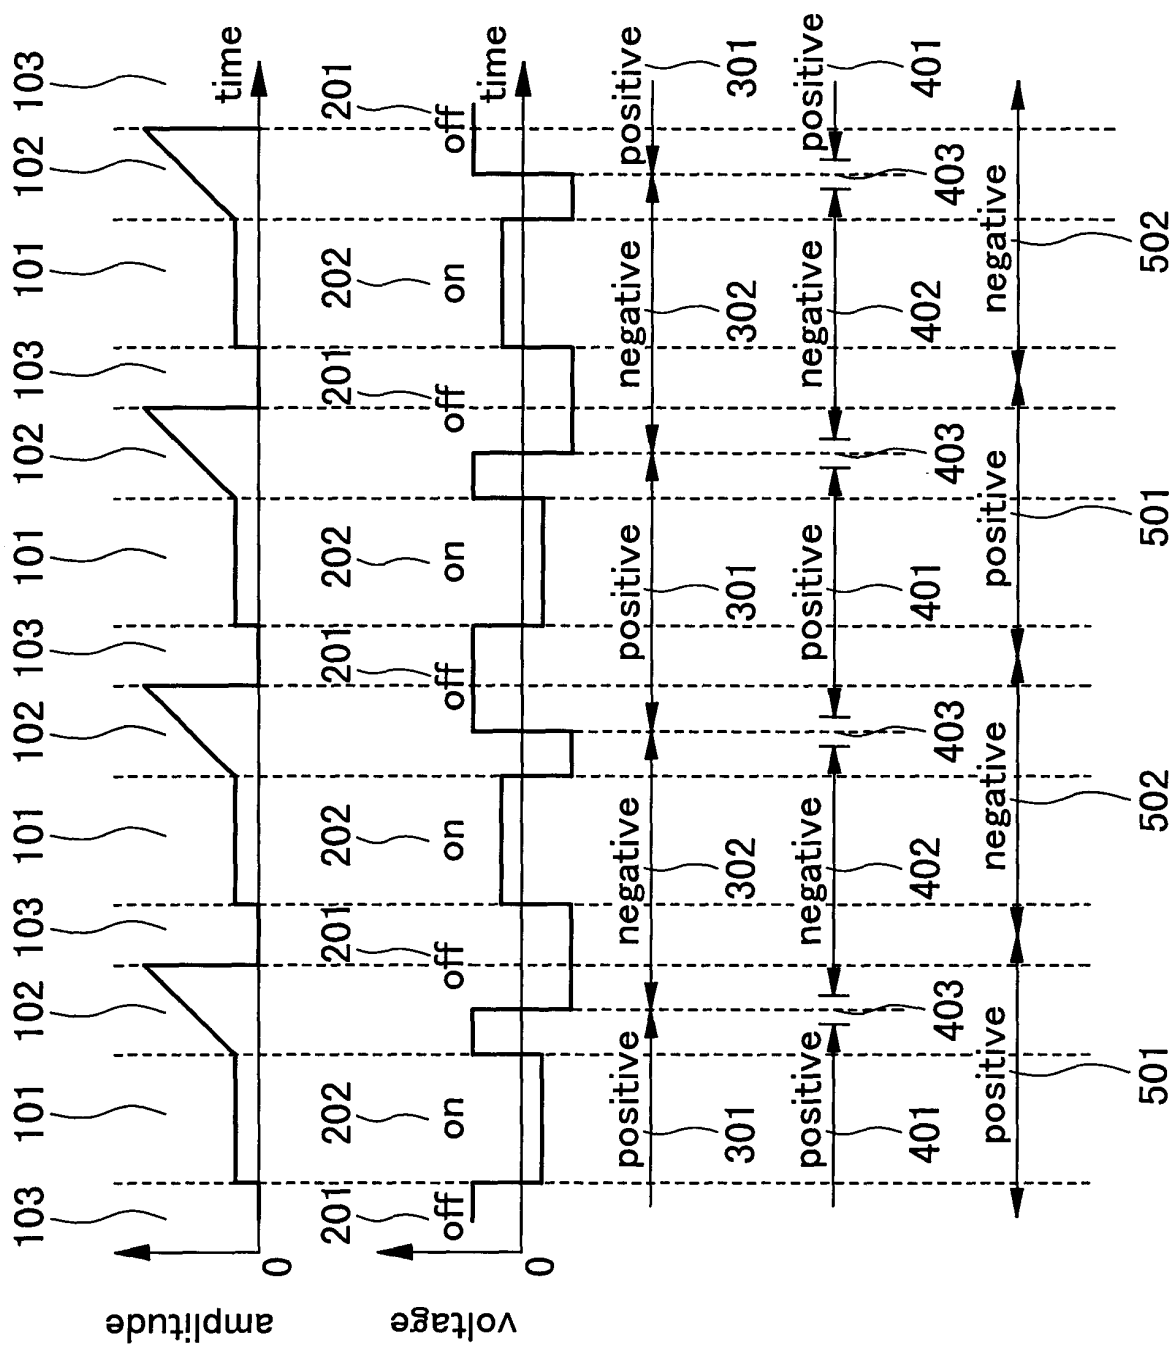 103 101 102 103 101 102 103 101 102 103 101 102 103
amplitude
time
0
201 202 201 202 201 202 201 202 201
off on off on off on off on off
voltage
time
0
positive negative positive negative positive
301 302 301 302 301
positive negative positive negative positive
401 402 401 402 401
403 403 403 403
positive negative positive negative
501 502 501 502